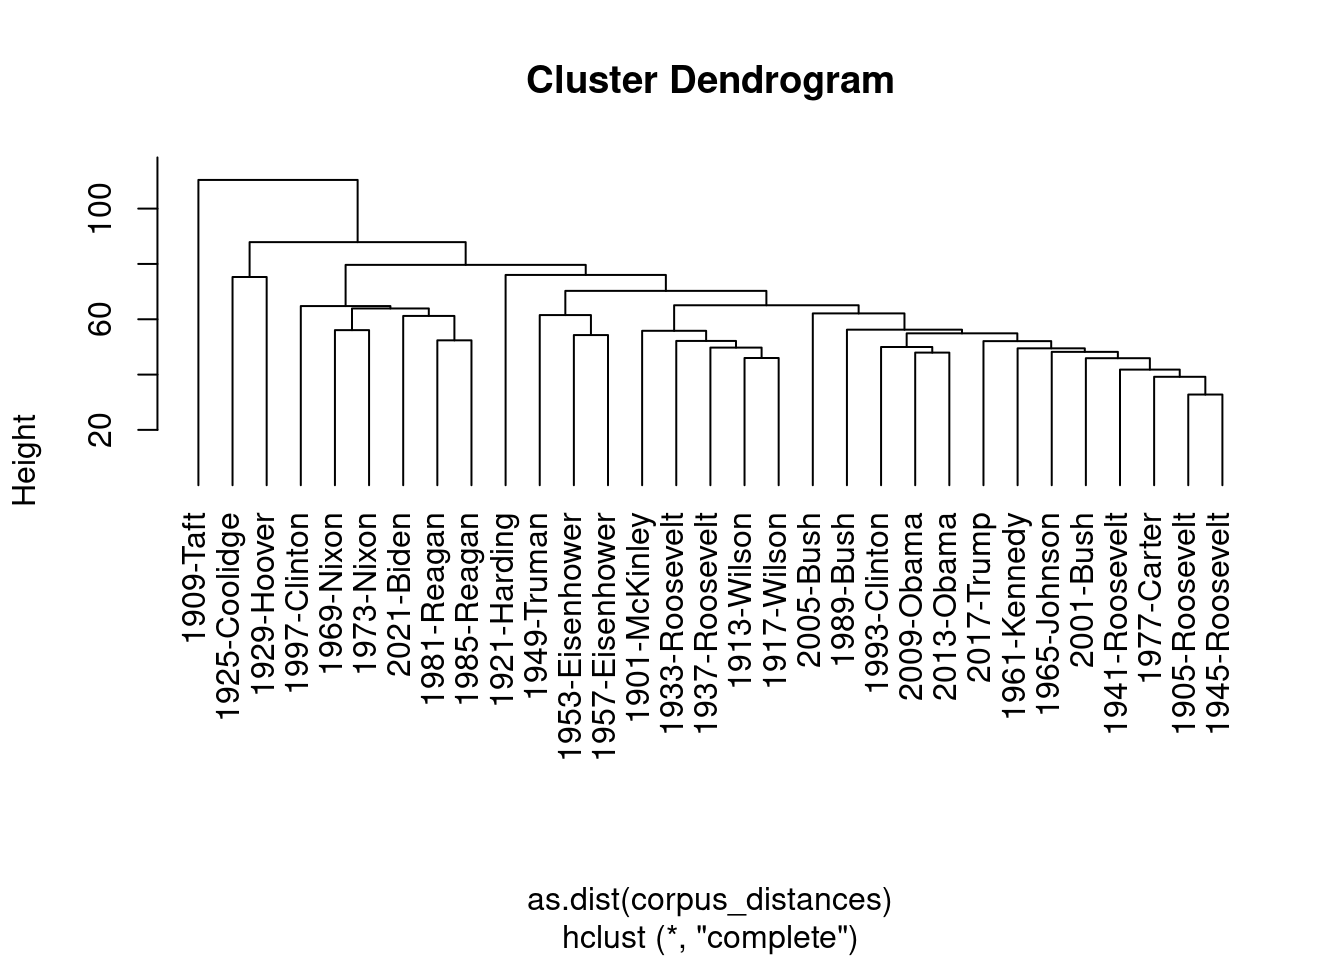 Cluster Dendrogram
Height
100
60
20
1909-Taft
1925-Coolidge
1929-Hoover
1997-Clinton
1969-Nixon
1973-Nixon
2021-Biden
1981-Reagan
1985-Reagan
1921-Harding
1949-Truman
1953-Eisenhower
1957-Eisenhower
1901-McKinley
1933-Roosevelt
1937-Roosevelt
1913-Wilson
1917-Wilson
2005-Bush
1989-Bush
1993-Clinton
2009-Obama
2013-Obama
2017-Trump
1961-Kennedy
1965-Johnson
2001-Bush
1941-Roosevelt
1977-Carter
1905-Roosevelt
1945-Roosevelt
as.dist(corpus_distances)
hclust (*, "complete")